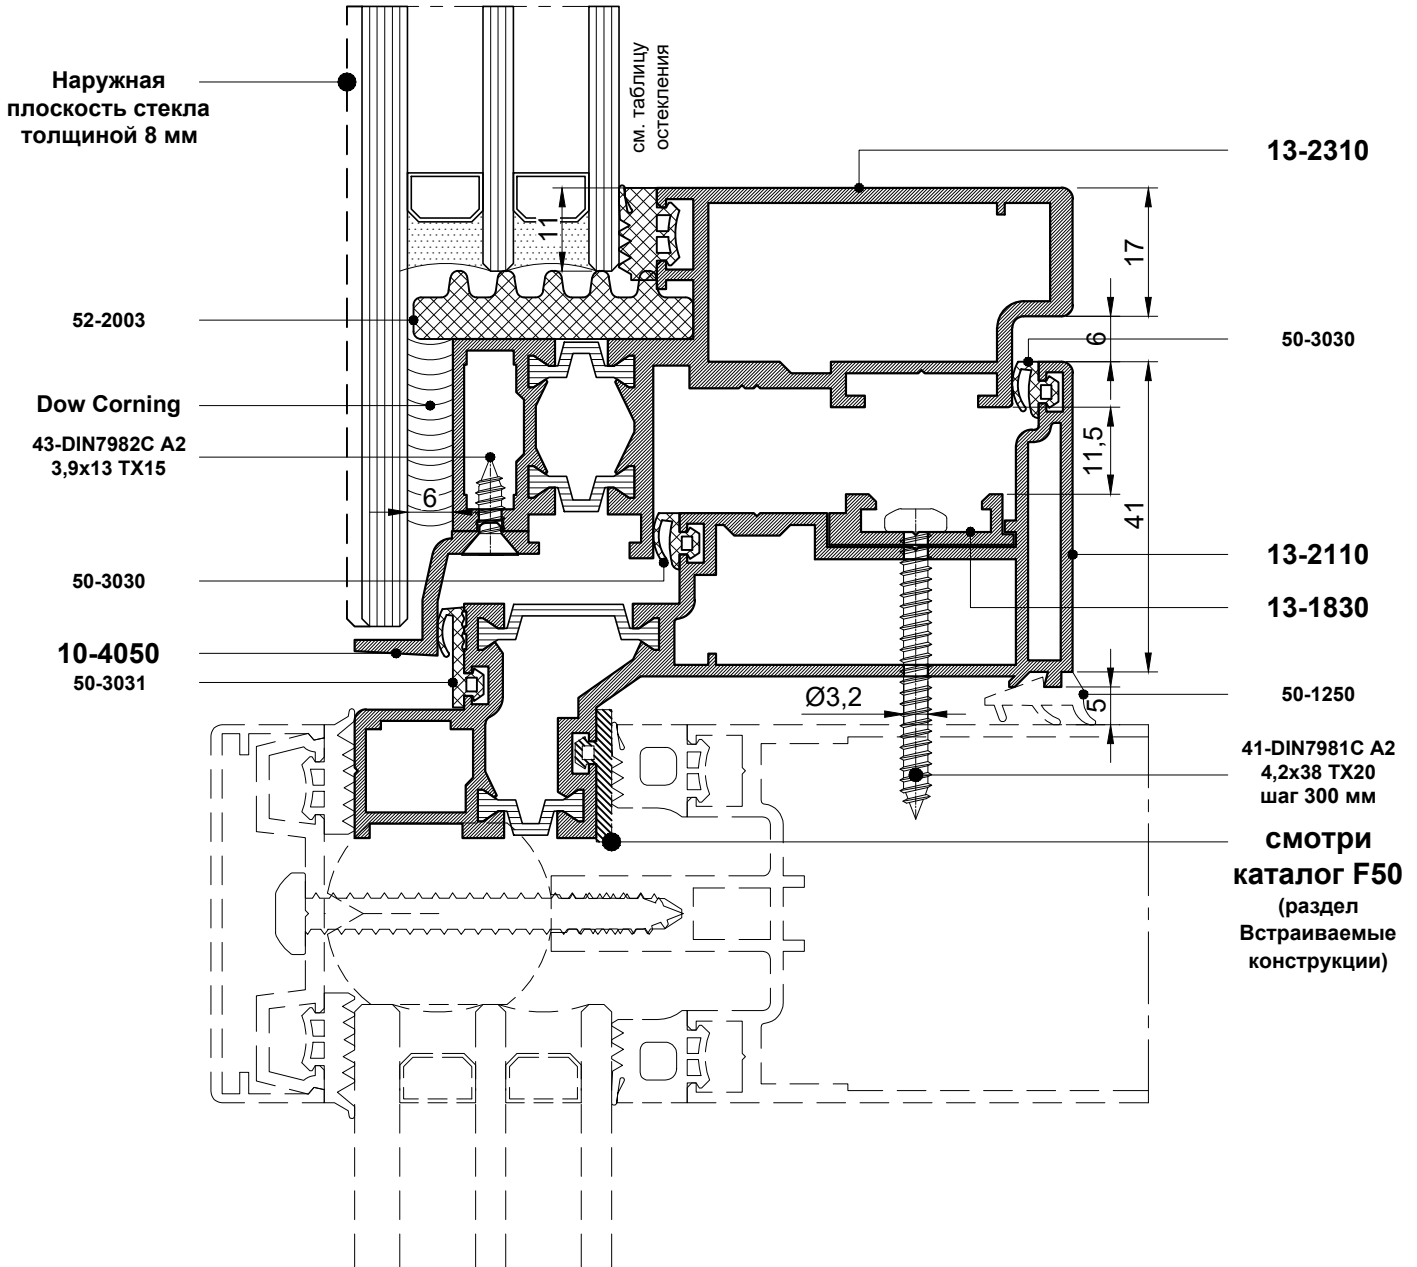 Наружная
плоскость стекла
толщиной 8 мм
см. таблицу
остекления
13-2310
11
17
52-2003
6
50-3030
Dow Corning
43-DIN7982C A2
3,9x13 TX15
6
11,5
41
13-2110
50-3030
13-1830
10-4050
50-3031
Ø3,2
5
50-1250
41-DIN7981C A2
4,2x38 TX20
шаг 300 мм
смотри
каталог F50
(раздел
Встраиваемые
конструкции)